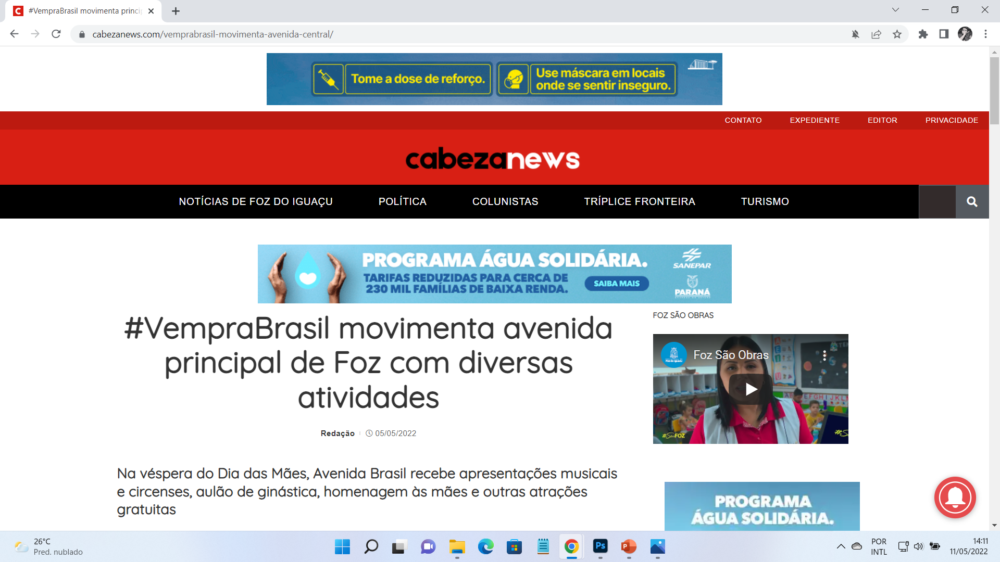 #VempraBrasil movimenta princi
cabezanews.com/vemprabrasil-movimenta-avenida-central/
Tome a dose de reforço.
Use máscara em locais
onde se sentir inseguro.
CONTATO EXPEDIENTE EDITOR PRIVACIDADE
cabezanews
NOTÍCIAS DE FOZ DO IGUAÇU POLÍTICA COLUNISTAS TRÍPLICE FRONTEIRA TURISMO
PROGRAMA ÁGUA SOLIDÁRIA.
TARIFAS REDUZIDAS PARA CERCA DE
230 MIL FAMÍLIAS DE BAIXA RENDA.
SAIBA MAIS
SANEPAR
PARANÁ
#VempraBrasil movimenta avenida
principal de Foz com diversas
atividades
Redação 05/05/2022
Na véspera do Dia das Mães, Avenida Brasil recebe apresentações musicais
e circenses, aulão de ginástica, homenagem às mães e outras atrações
gratuitas
FOZ SÃO OBRAS
Foz São Obras
Foz do Iguaçu
#SouFOZ
PROGRAMA
ÁGUA SOLIDÁRIA.
26°C
Pred. nublado
Ps
P
POR
INTL
14:11
11/05/2022